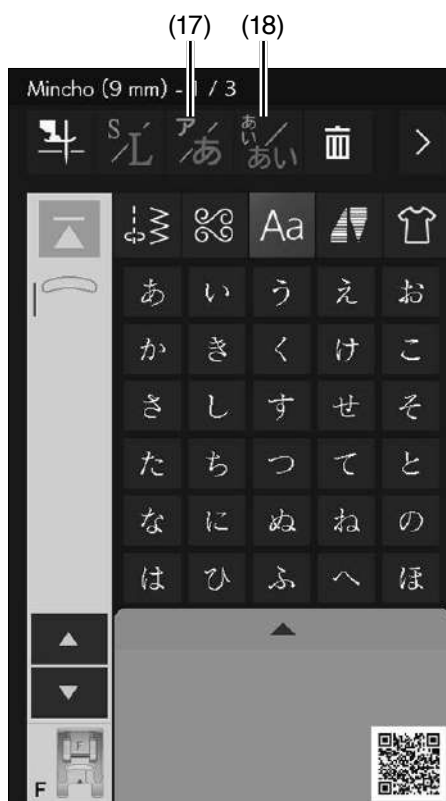 (17) (18)
Mincho (9 mm) - 1 / 3
S/L ア/あ あい/あい
Aa
あ い う え お
か き く け こ
さ し す せ そ
た ち つ て と
な に ぬ ね の
は ひ ふ へ ほ
F
F